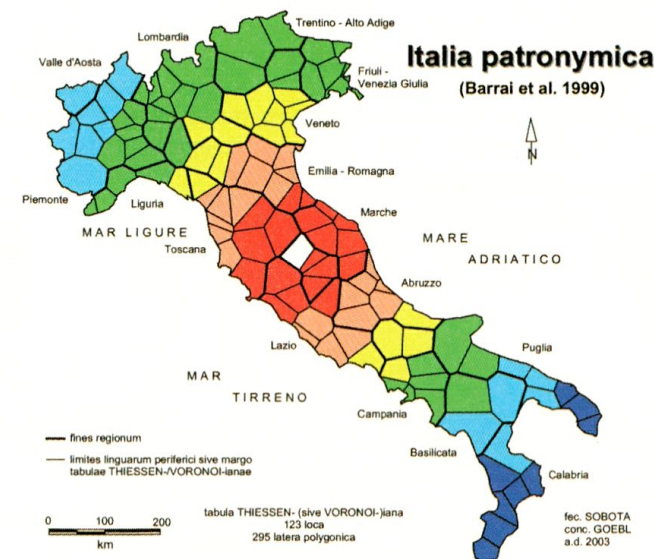 Italia patronymica
(Barrai et al. 1999)
N
Trentino - Alto Adige
Lombardia
Valle d'Aosta
Friuli -
Venezia Giulia
Veneto
Emilia - Romagna
Piemonte
Liguria
Marche
MAR LIGURE
Toscana
MARE
ADRIATICO
Abruzzo
Lazio
Puglia
MAR
TIRRENO
Campania
Basilicata
Calabria
fines regionum
limites linguarum periferici sive margo
tabulae THIESSEN-/VORONOI-ianae
0 100 200
km
tabula THIESSEN- (sive VORONOI-)iana
123 loca
295 latera polygonica
fec. SOBOTA
conc. GOEBL
a.d. 2003